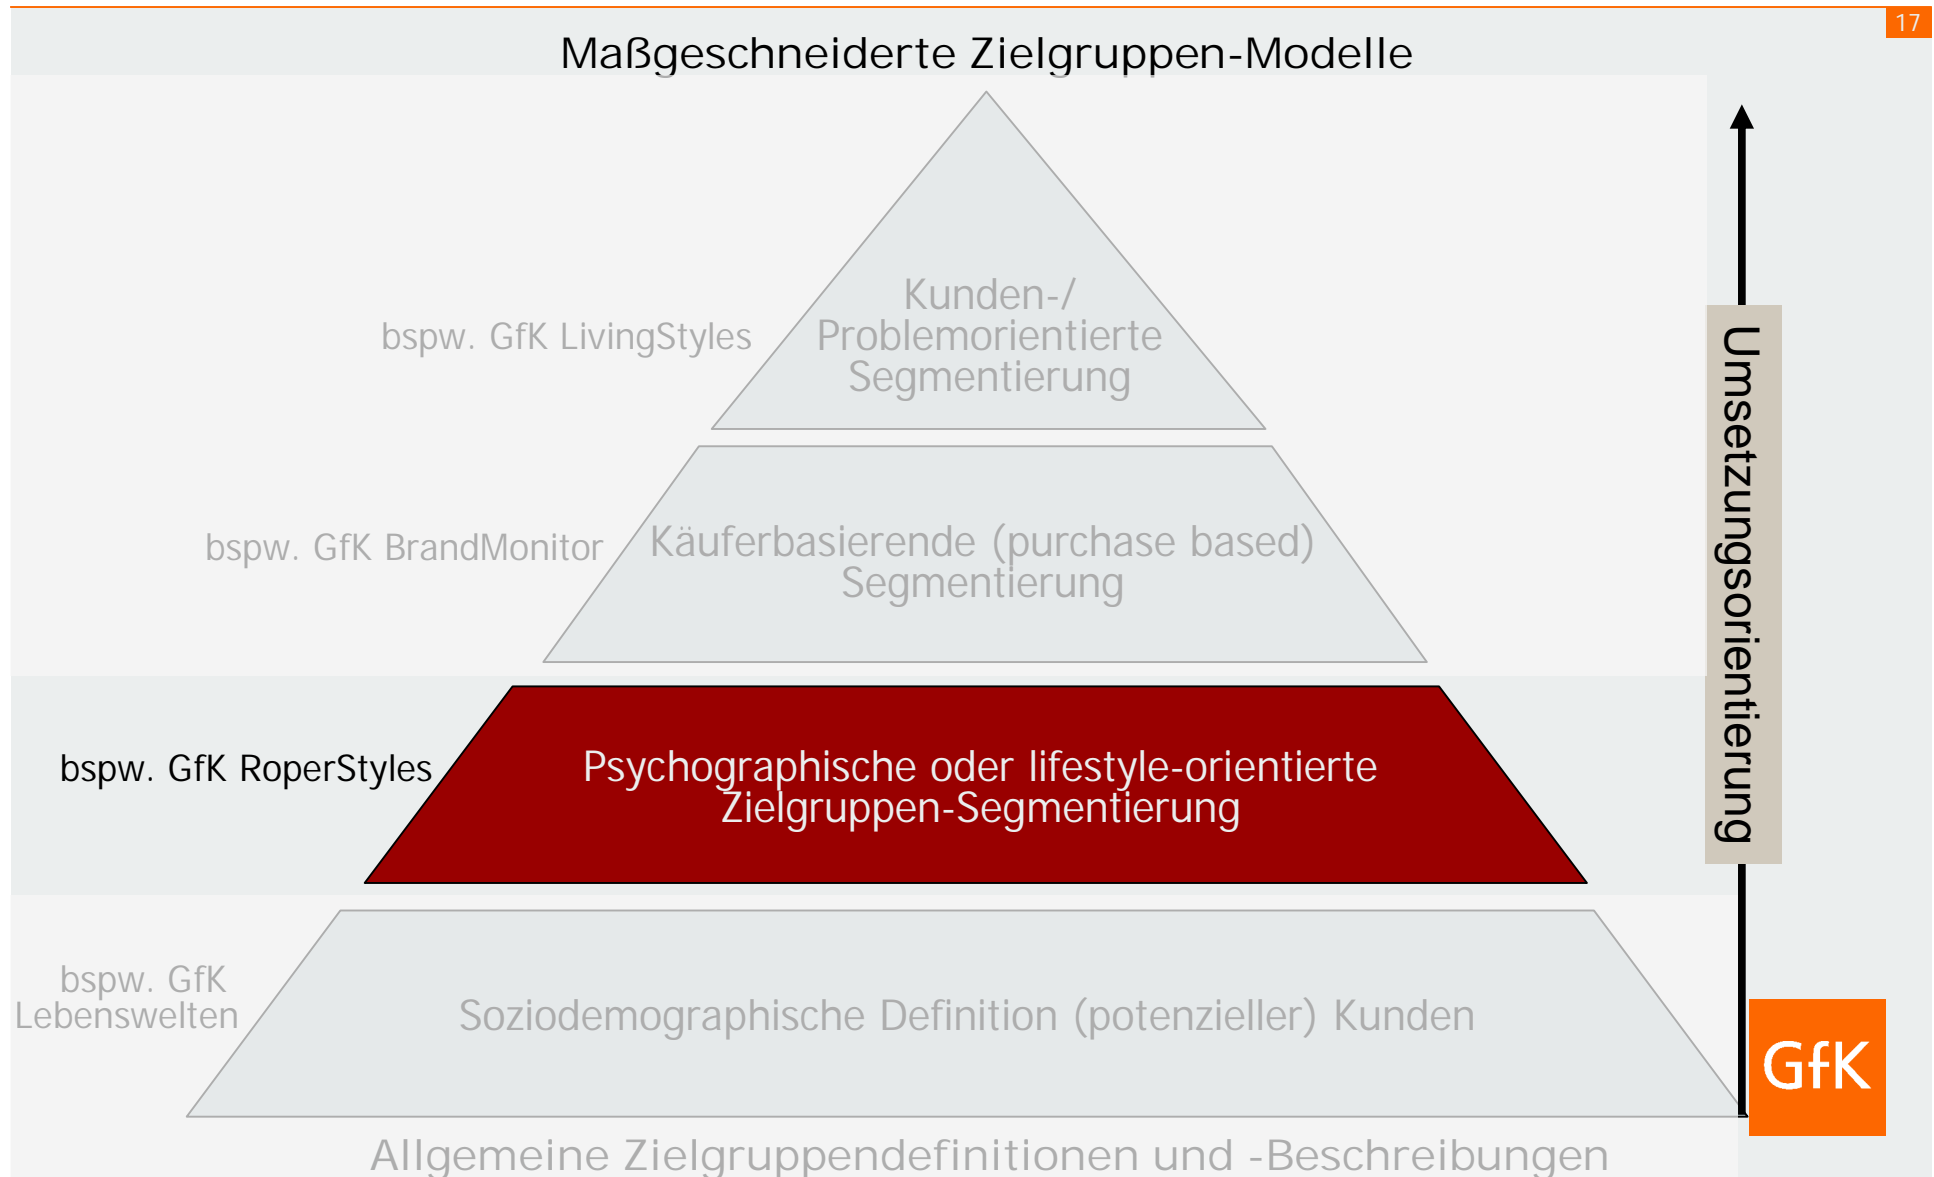 17
Maßgeschneiderte Zielgruppen-Modelle
bspw. GfK LivingStyles
Kunden-/
Problemorientierte
Segmentierung
bspw. GfK BrandMonitor
Käuferbasierende (purchase based)
Segmentierung
bspw. GfK RoperStyles
Psychographische oder lifestyle-orientierte
Zielgruppen-Segmentierung
bspw. GfK
Lebenswelten
Soziodemographische Definition (potenzieller) Kunden
Allgemeine Zielgruppendefinitionen und -Beschreibungen
Umsetzungsorientierung
GfK